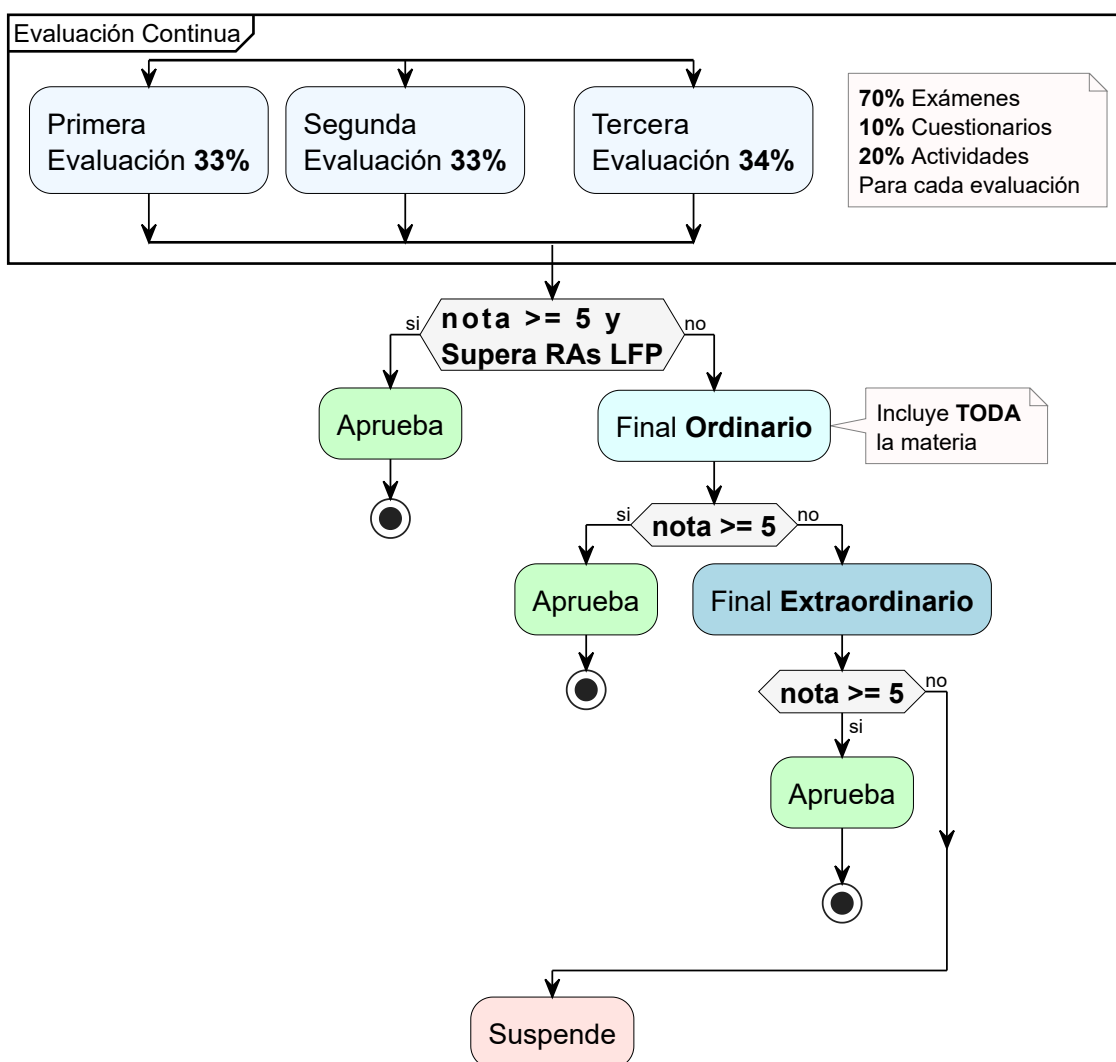 Evaluación Continua
Primera
Evaluación 33%
Segunda
Evaluación 33%
Tercera
Evaluación 34%
70% Exámenes
10% Cuestionarios
20% Actividades
Para cada evaluación
si
nota >= 5 y
Supera RAs LFP
no
Aprueba
Final Ordinario
Incluye TODA
la materia
si
nota >= 5
no
Aprueba
Final Extraordinario
nota >= 5
no
si
Aprueba
Suspende